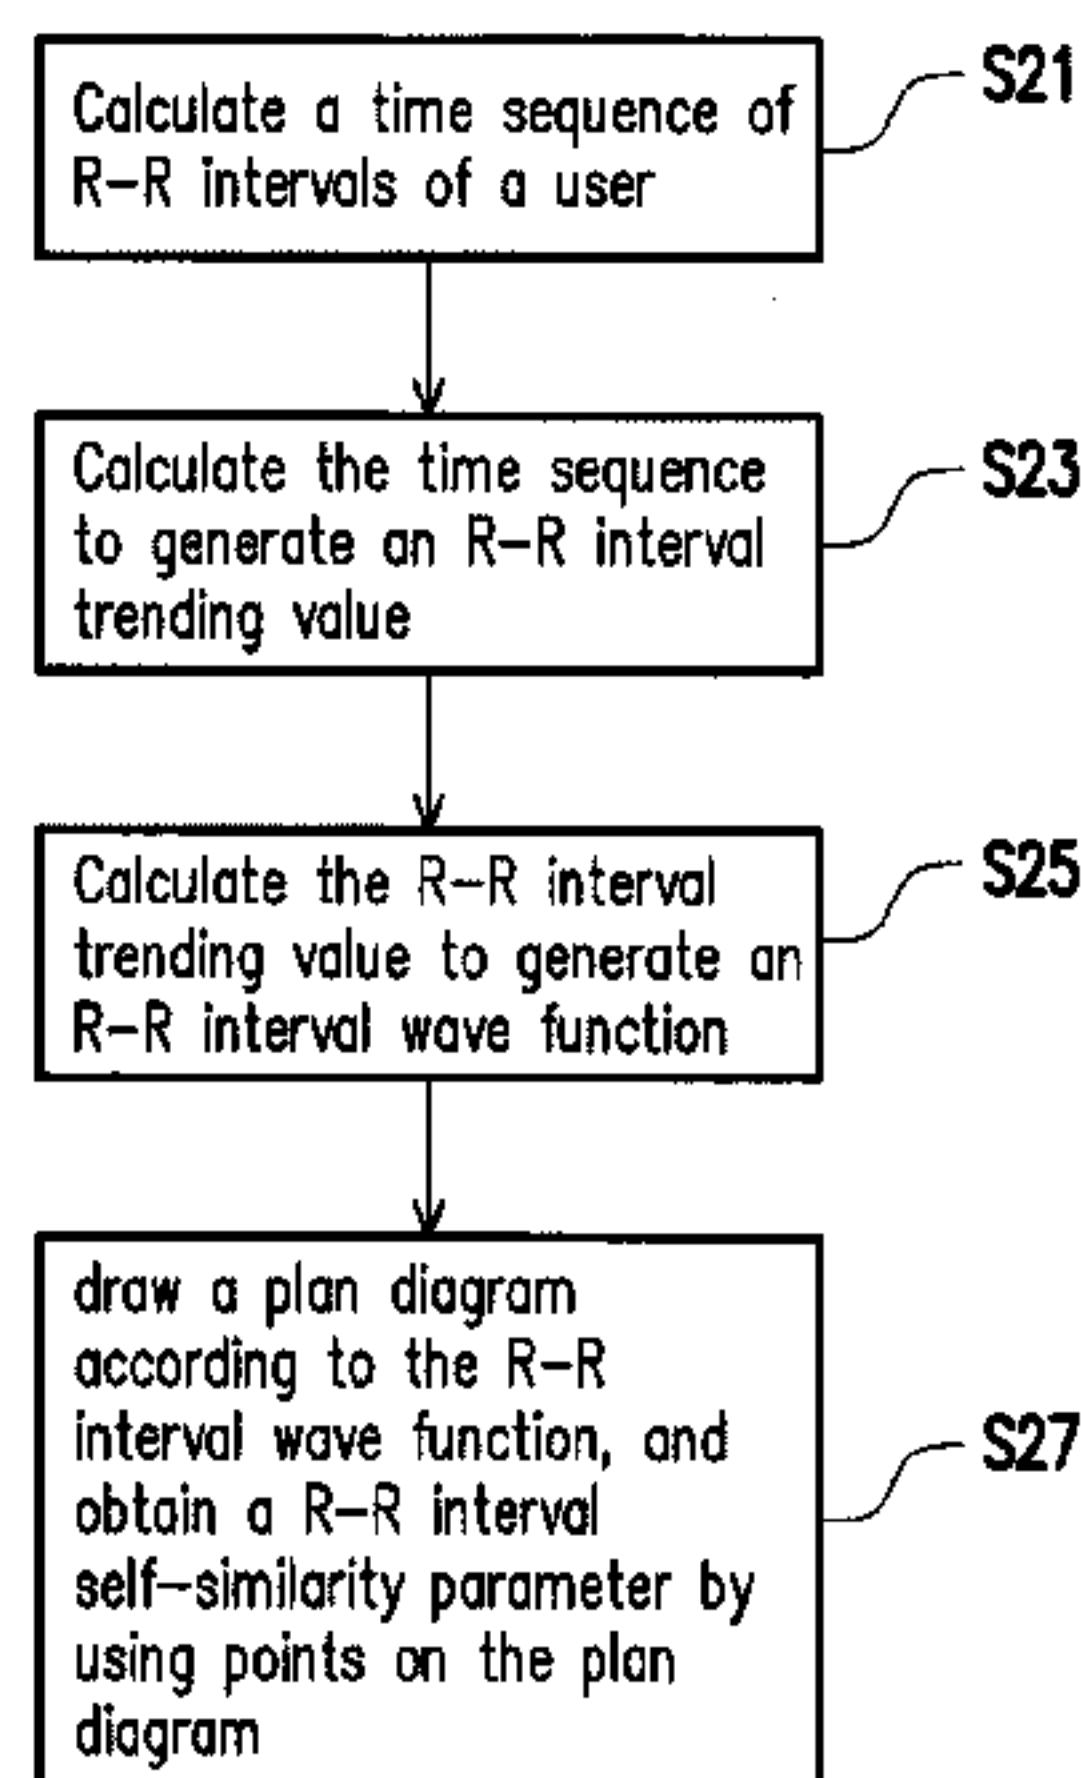 Calculate a time sequence of
R-R intervals of a user
S21
Calculate the time sequence
to generate an R-R interval
trending value
S23
Calculate the R-R interval
trending value to generate an
R-R interval wave function
S25
draw a plan diagram
according to the R-R
interval wave function, and
obtain a R-R interval
self-similarity parameter by
using points on the plan
diagram
S27